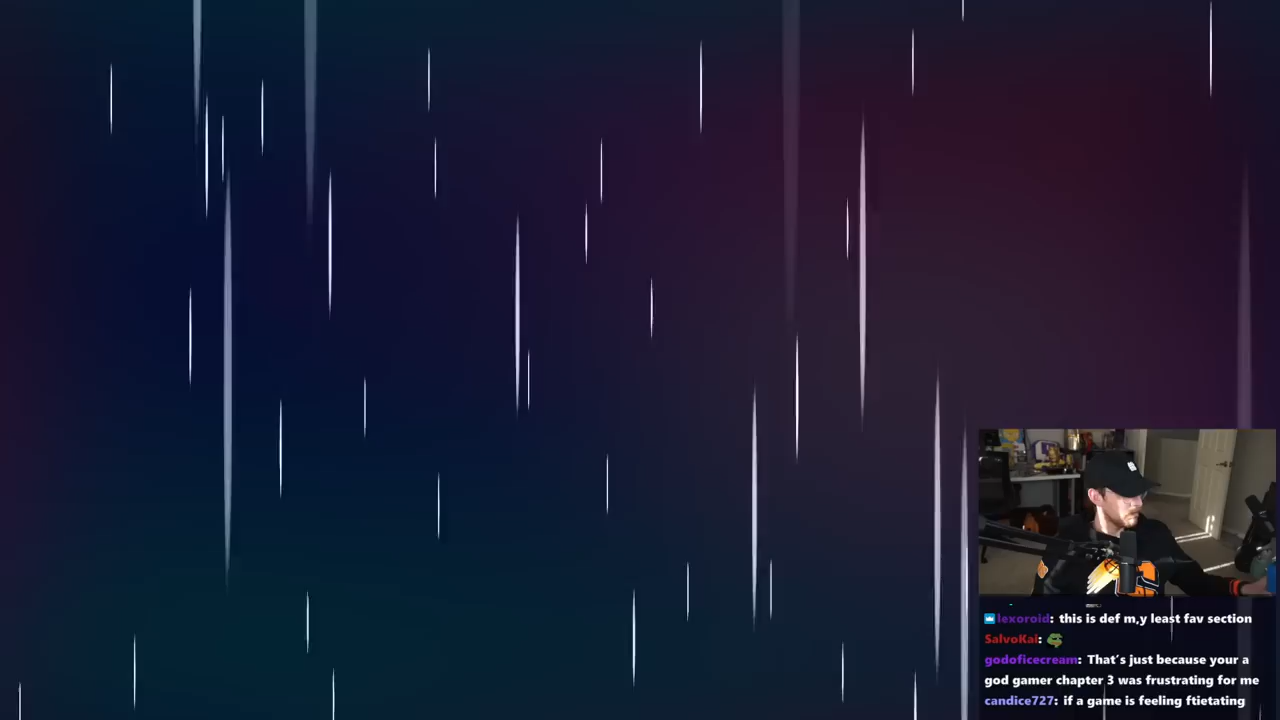 lexoroid: this is def m,y least fav section
SalvoKai:
godoficecream: That's just because your a
god gamer chapter 3 was frustrating for me
candice727: if a game is feeling ftietating